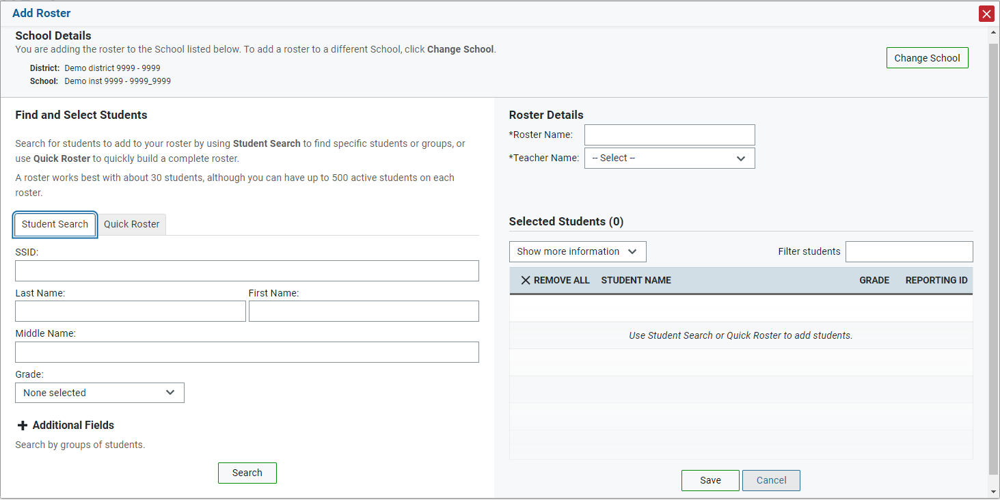 Add Roster
School Details
You are adding the roster to the School listed below. To add a roster to a different School, click Change School.
Change School
District: Demo district 9999 - 9999
School: Demo inst 9999 - 9999_9999
Find and Select Students
Search for students to add to your roster by using Student Search to find specific students or groups, or
use Quick Roster to quickly build a complete roster.
A roster works best with about 30 students, although you can have up to 500 active students on each
roster.
Student Search Quick Roster
SSID:
Last Name: First Name:
Middle Name:
Grade:
None selected
Additional Fields
Search by groups of students.
Search
Roster Details
*Roster Name:
*Teacher Name: -- Select --
Selected Students (0)
Show more information Filter students
REMOVE ALL STUDENT NAME GRADE REPORTING ID
Use Student Search or Quick Roster to add students.
Save Cancel